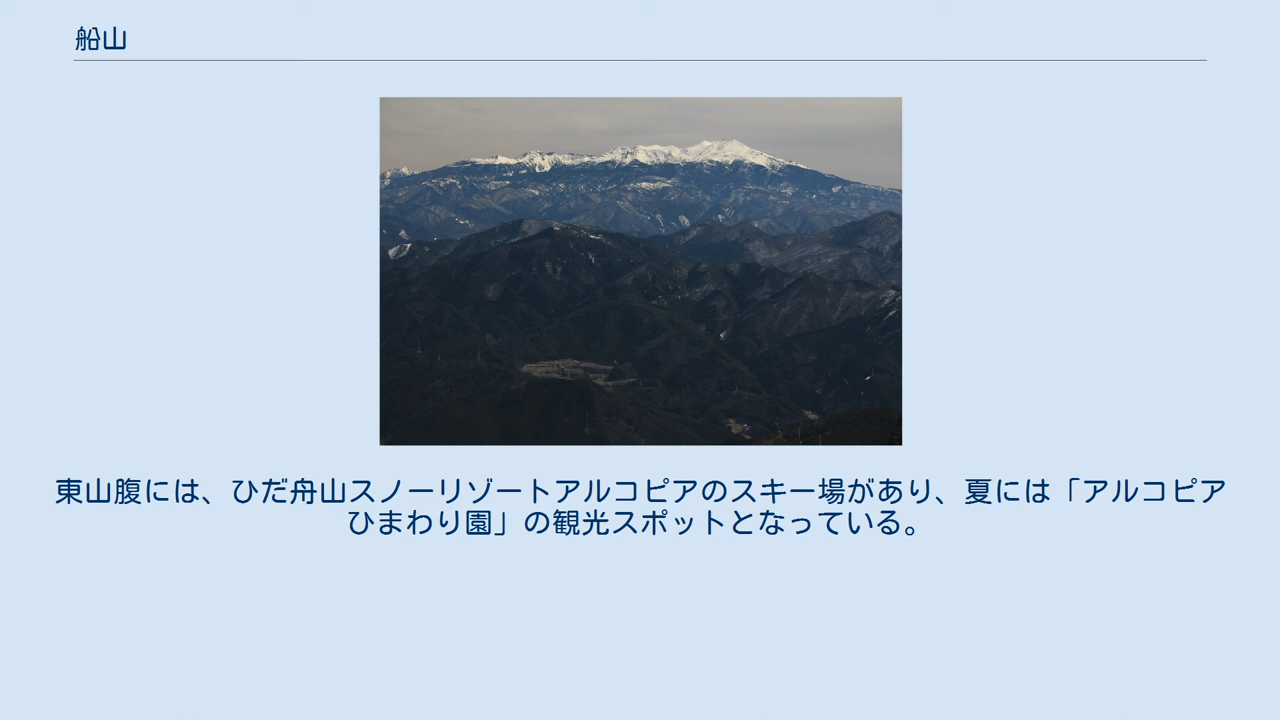 船山
東山腹には、ひだ舟山スノーリゾートアルコピアのスキー場があり、夏には「アルコピア
ひまわり園」の観光スポットとなっている。